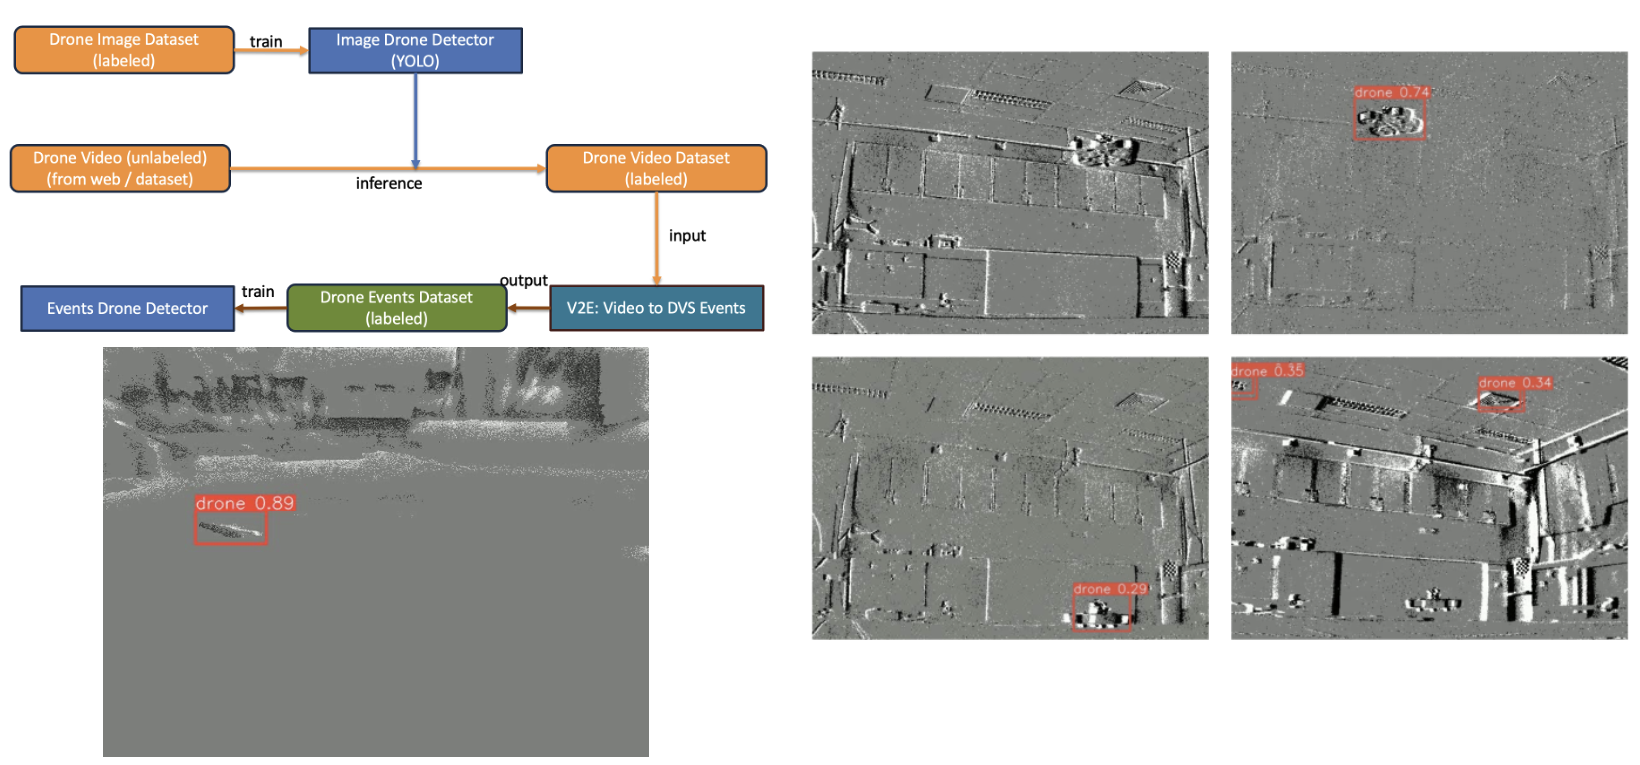 Drone Image Dataset
(labeled)
train
Image Drone Detector
(YOLO)
Drone Video (unlabeled)
(from web / dataset)
inference
Drone Video Dataset
(labeled)
input
Events Drone Detector
train
Drone Events Dataset
(labeled)
output
V2E: Video to DVS Events
drone 0.89
drone 0.74
drone 0.29
drone 0.35
drone 0.34